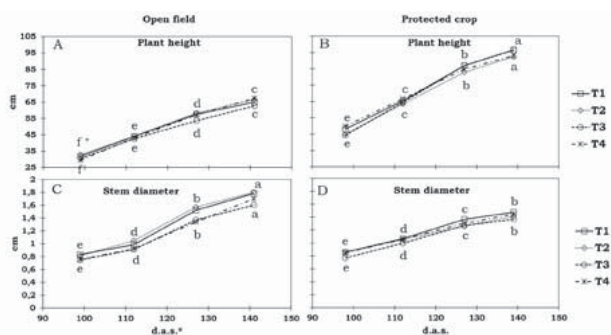 Open field
Protected crop
A
Plant height
B
Plant height
105
95
85
75
65
55
45
35
25
cm
f *
f
e
e
d
d
c
c
e
e
c
c
b
b
a
a
T1
T2
T3
T4
C
Stem diameter
D
Stem diameter
1,8
1,6
1,4
1,2
1
0,8
0,6
0,4
0,2
0
cm
e
e
d
d
b
b
a
a
e
e
d
d
c
c
b
b
T1
T2
T3
T4
90 100 110 120 130 140 150
90 100 110 120 130 140 150
d.a.s.°
d.a.s.